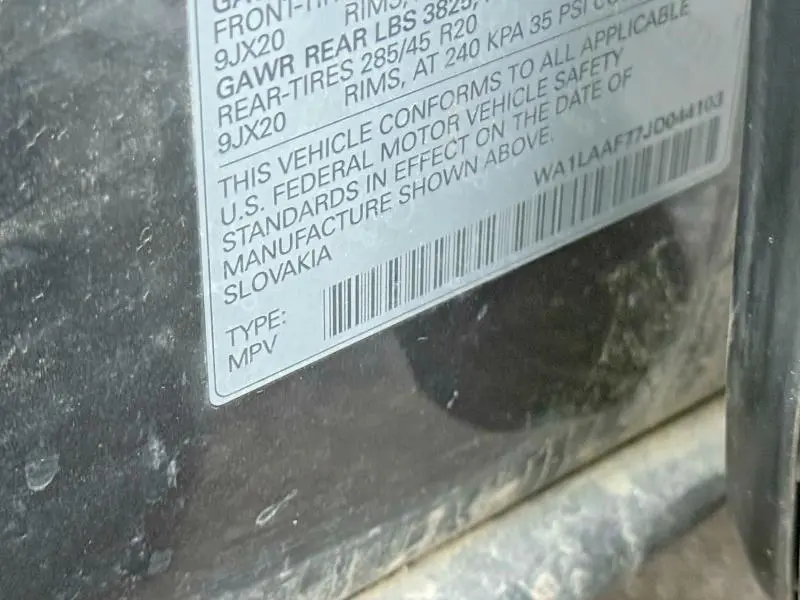 FRONT-TIR
RIMS,
9JX20
GAWR REAR LBS 3825,
REAR-TIRES 285/45 R20
RIMS, AT 240 KPA 35 PSI
9JX20
THIS VEHICLE CONFORMS TO ALL APPLICABLE
U.S. FEDERAL MOTOR VEHICLE SAFETY
STANDARDS IN EFFECT ON THE DATE OF
MANUFACTURE SHOWN ABOVE.
SLOVAKIA
WA1LAAF77JD044103
TYPE:
MPV